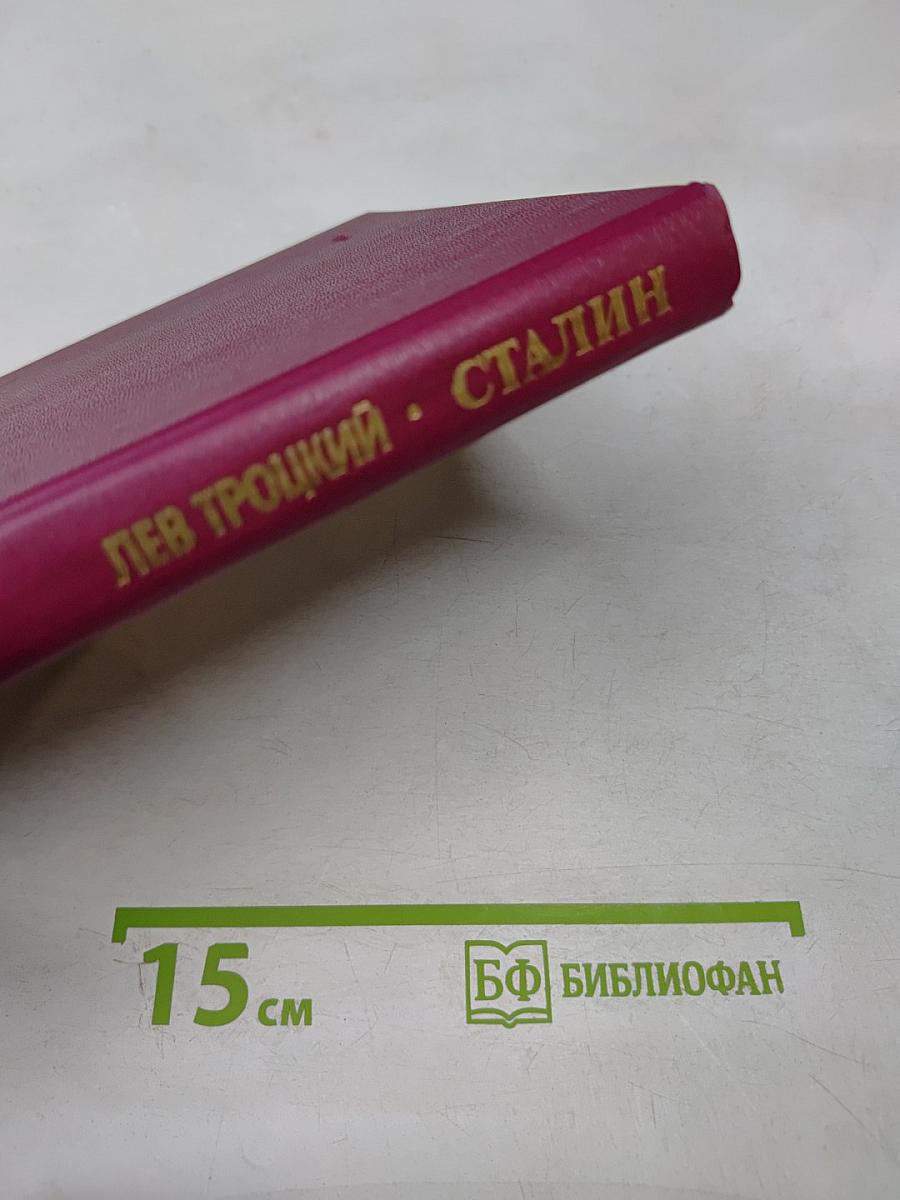 ЛЕВ ТРОЦКИЙ · СТАЛИН
15 см
БФ БИБЛИОФАН